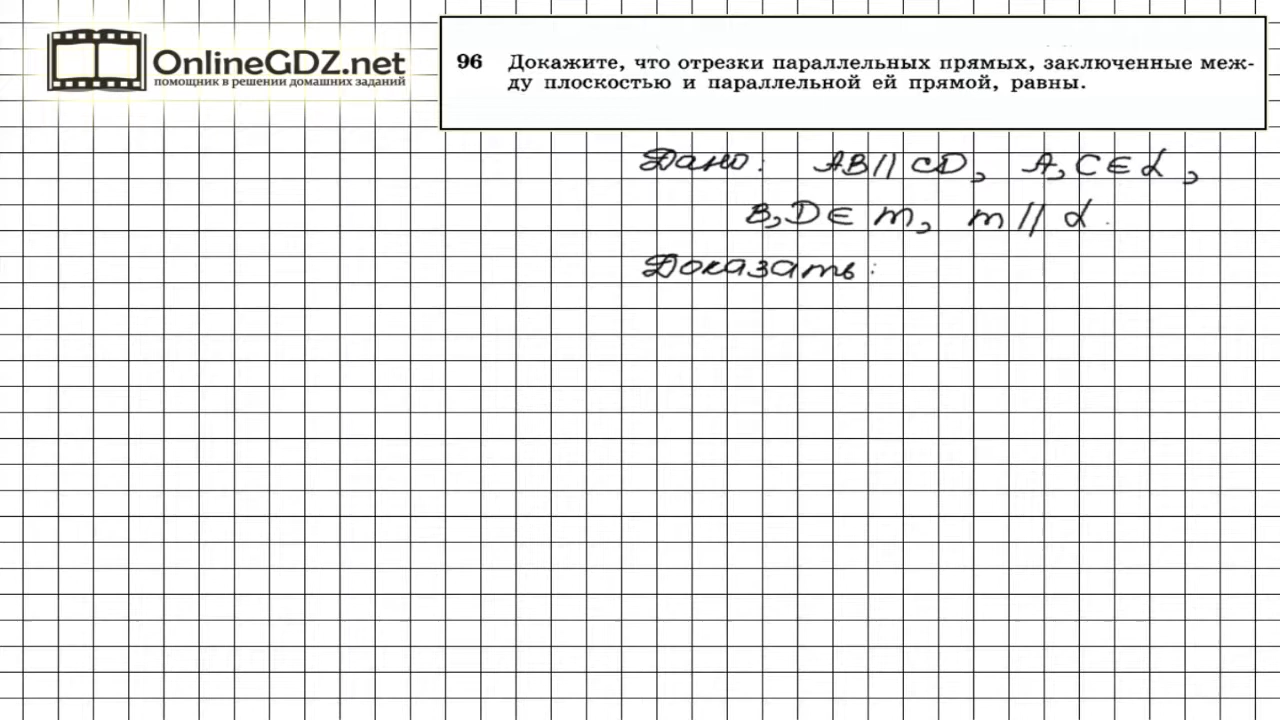 OnlineGDZ.net
помощник в решении домашних заданий
96 Докажите, что отрезки параллельных прямых, заключенные меж-
ду плоскостью и параллельной ей прямой, равны.
Дано: AB || CD, A, C ∈ α,
B, D ∈ m, m || α.
Доказать: